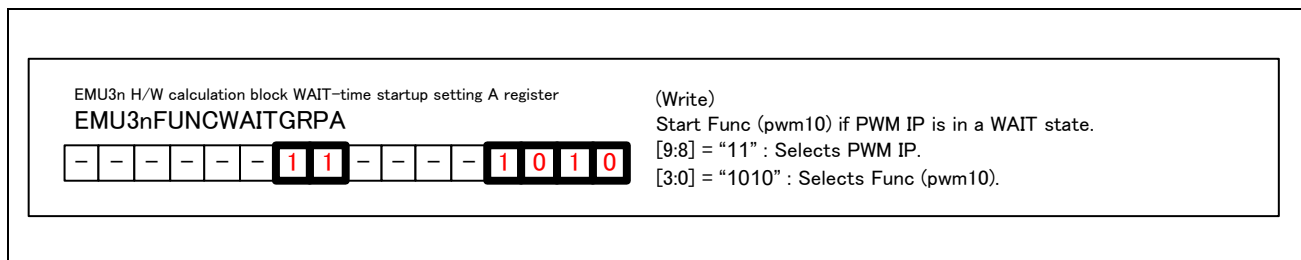 EMU3n H/W calculation block WAIT-time startup setting A register
EMU3nFUNCWAITGRPA
- - - - - - 1 1 - - - - 1 0 1 0
(Write)
Start Func (pwm10) if PWM IP is in a WAIT state.
[9:8] = “11” : Selects PWM IP.
[3:0] = “1010” : Selects Func (pwm10).